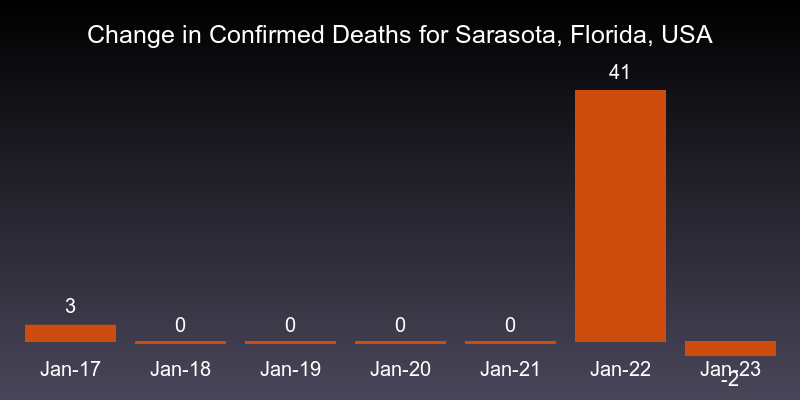 Change in Confirmed Deaths for Sarasota, Florida, USA
41
3
0
0
0
0
Jan-17
Jan-18
Jan-19
Jan-20
Jan-21
Jan-22
Jan-23
-2